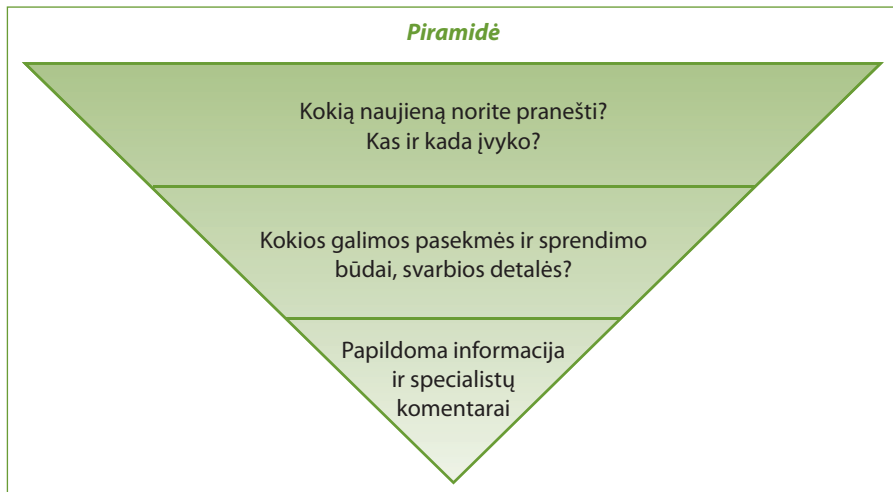 Piramidė
Kokią naujieną norite pranešti?
Kas ir kada įvyko?
Kokios galimos pasekmės ir sprendimo
būdai, svarbios detalės?
Papildoma informacija
ir specialistų
komentarai